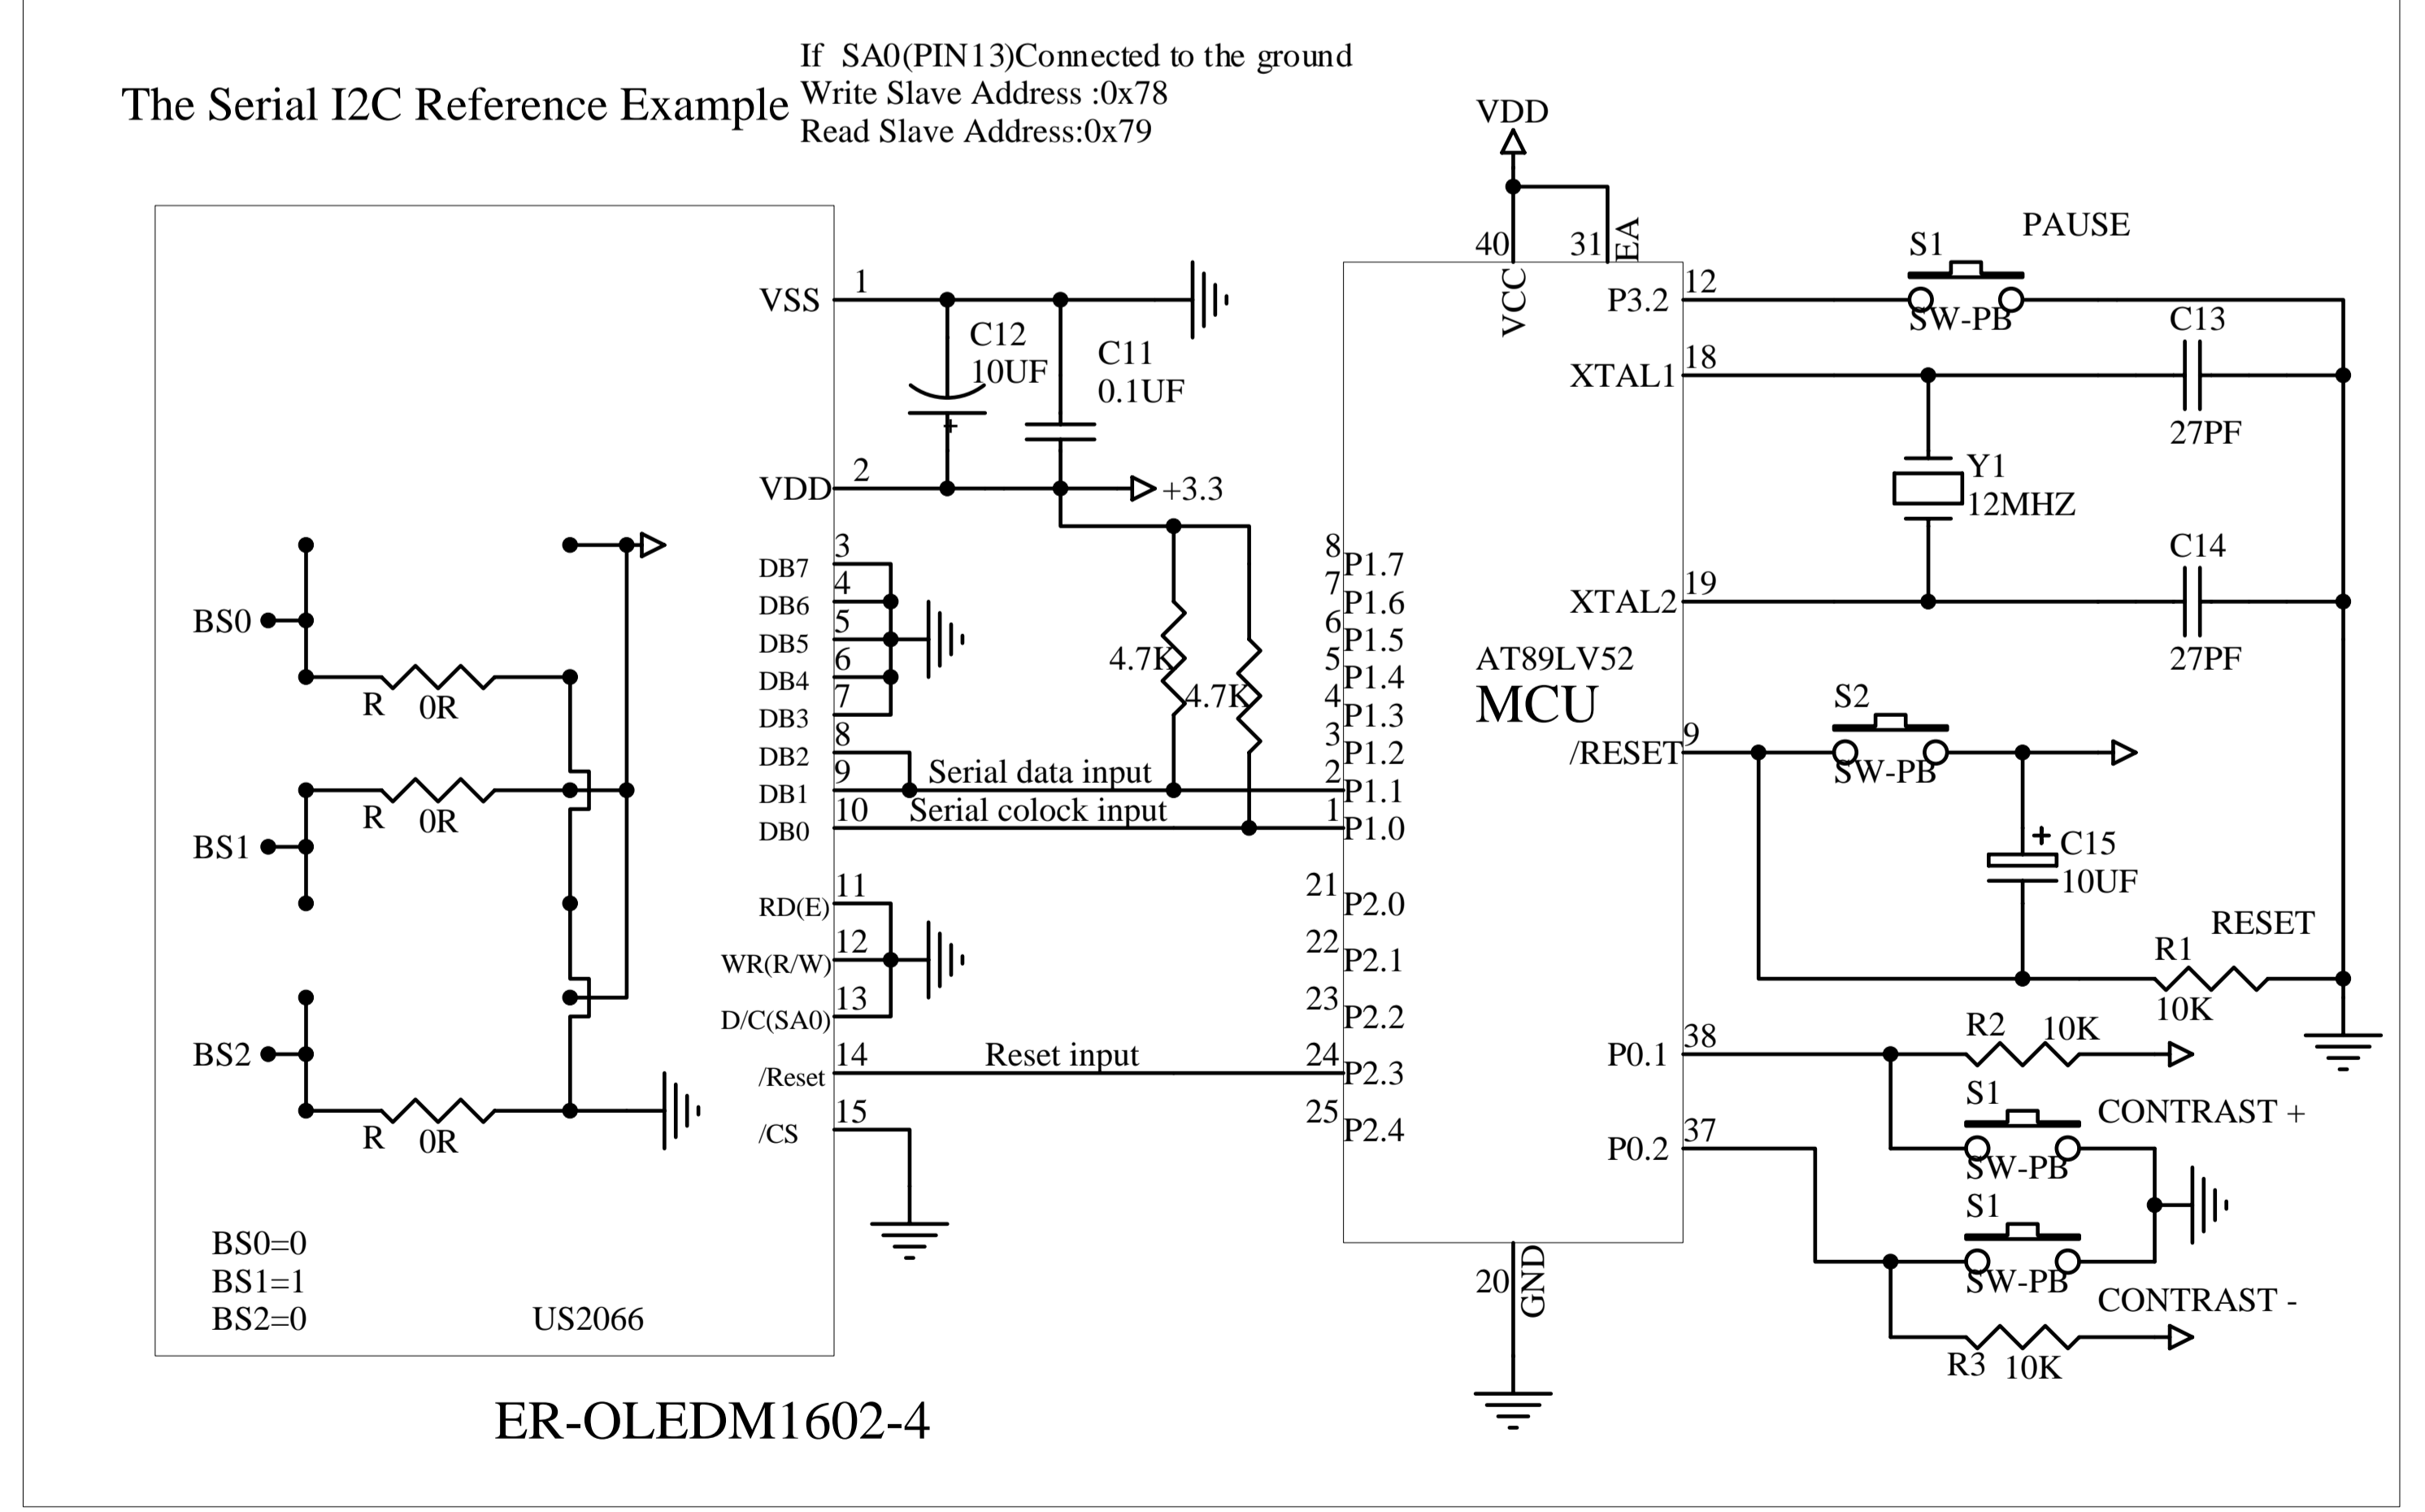 If SA0(PIN13)Connected to the ground
The Serial I2C Reference Example
Write Slave Address :0x78
Read Slave Address:0x79
VDD
40
VCC
31
EA
VSS
1
C12
10UF
C11
0.1UF
VDD
2
+3.3
BS0
R 0R
BS1
R 0R
BS2
R 0R
BS0=0
BS1=1
BS2=0
US2066
DB7
3
DB6
4
DB5
5
DB4
6
DB3
7
DB2
8
DB1
9
DB0
10
4.7K
4.7K
Serial data input
Serial colock input
RD(E)
11
WR(R/W)
12
D/C(SA0)
13
/Reset
14
Reset input
/CS
15
ER-OLEDM1602-4
8
P1.7
7
P1.6
6
P1.5
5
P1.4
4
P1.3
3
P1.2
2
P1.1
1
P1.0
21
P2.0
22
P2.1
23
P2.2
24
P2.3
25
P2.4
AT89LV52
MCU
20
GND
P3.2
12
S1
PAUSE
SW-PB
XTAL1
18
C13
27PF
Y1
12MHZ
XTAL2
19
C14
27PF
/RESET
9
S2
SW-PB
+
C15
10UF
RESET
R1
10K
P0.1
38
R2 10K
S1
CONTRAST +
SW-PB
P0.2
37
S1
SW-PB
CONTRAST -
R3 10K